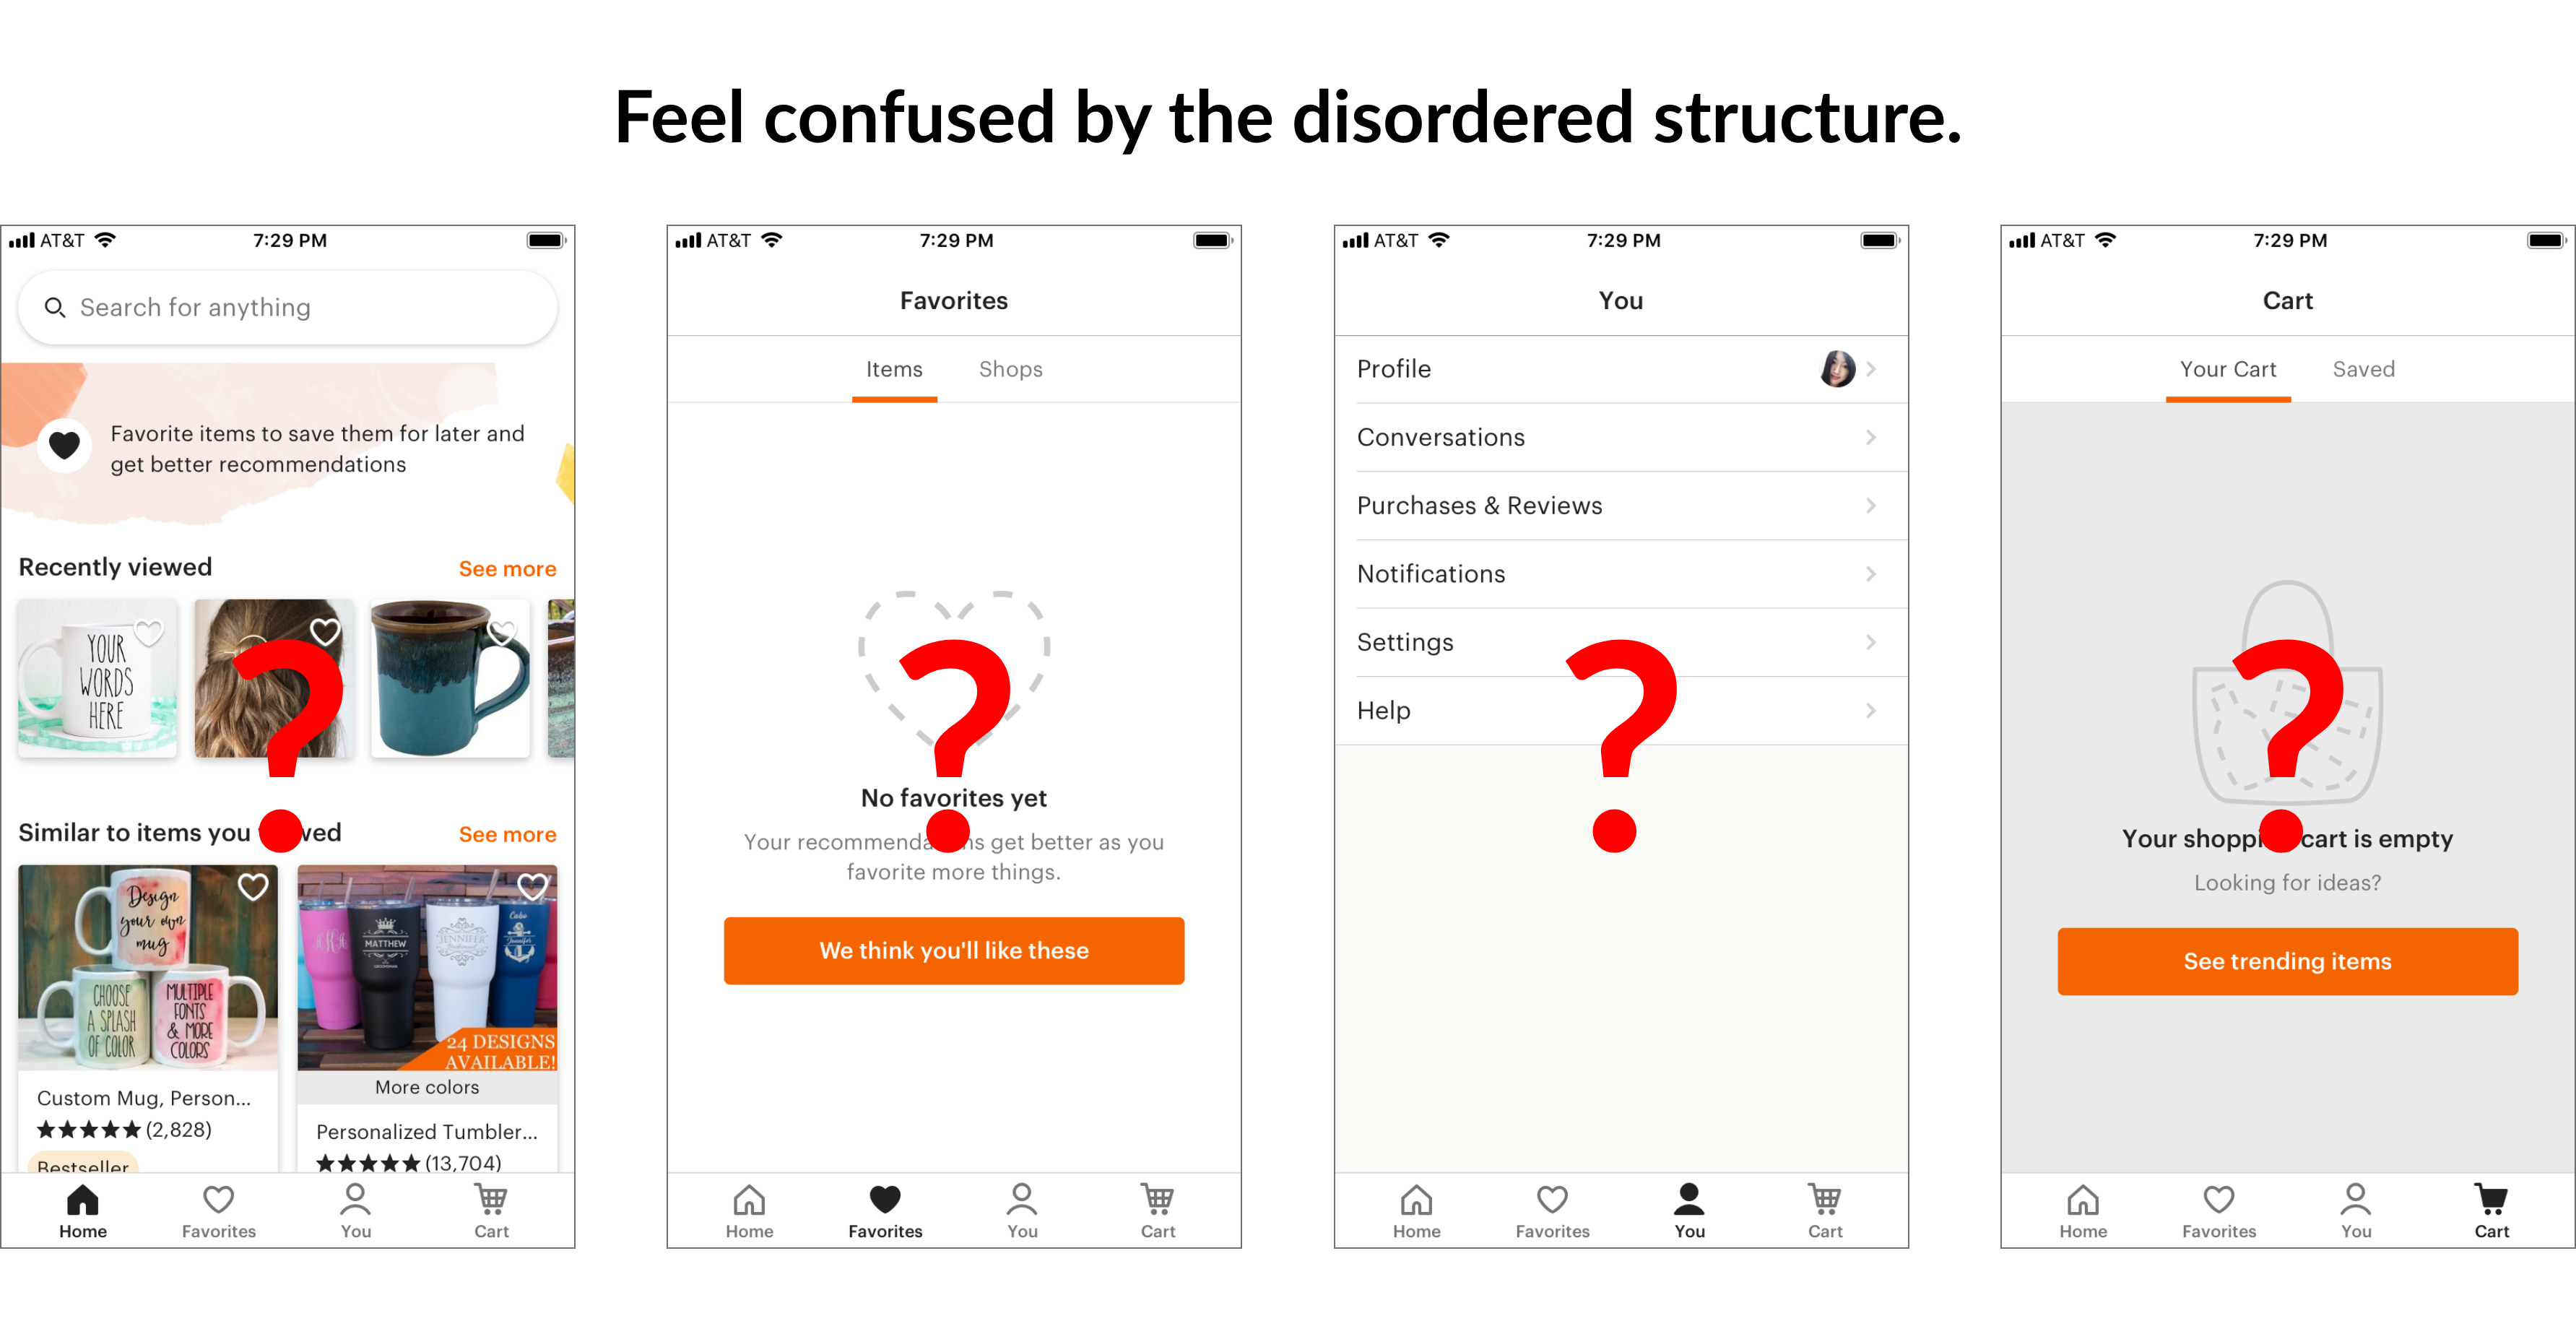 Feel confused by the disordered structure.
AT&T
7:29 PM
Search for anything
Favorite items to save them for later and
get better recommendations
Recently viewed
See more
YOUR
WORDS
HERE
Similar to items you
See more
Design
your own
mug
CHOOSE
A SPLASH
OF COLOR
MULTIPLE
FONTS
& MORE
COLORS
MATTHEW
JENNIFER
24 DESIGNS
AVAILABLE!
More colors
Custom Mug, Person...
(2,828)
Bestseller
Personalized Tumbler...
(13,704)
Home
Favorites
You
Cart
AT&T
7:29 PM
Favorites
Items
Shops
?
No favorites yet
Your recommendations get better as you
favorite more things.
We think you'll like these
Home
Favorites
You
Cart
AT&T
7:29 PM
You
Profile
Conversations
Purchases & Reviews
Notifications
Settings
Help
?
Home
Favorites
You
Cart
AT&T
7:29 PM
Cart
Your Cart
Saved
?
Your shopping cart is empty
Looking for ideas?
See trending items
Home
Favorites
You
Cart